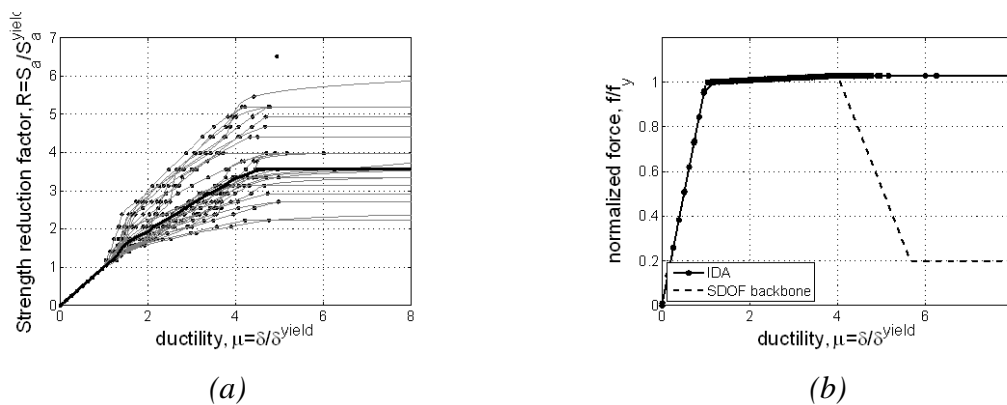 Strength reduction factor, R=S_a/S_a^yield
7
6
5
4
3
2
1
0
0 2 4 6 8
ductility, μ=δ/δ^yield
(a)
normalized force, f/f_y
1
0.8
0.6
0.4
0.2
0
IDA
SDOF backbone
0 2 4 6
ductility, μ=δ/δ^yield
(b)